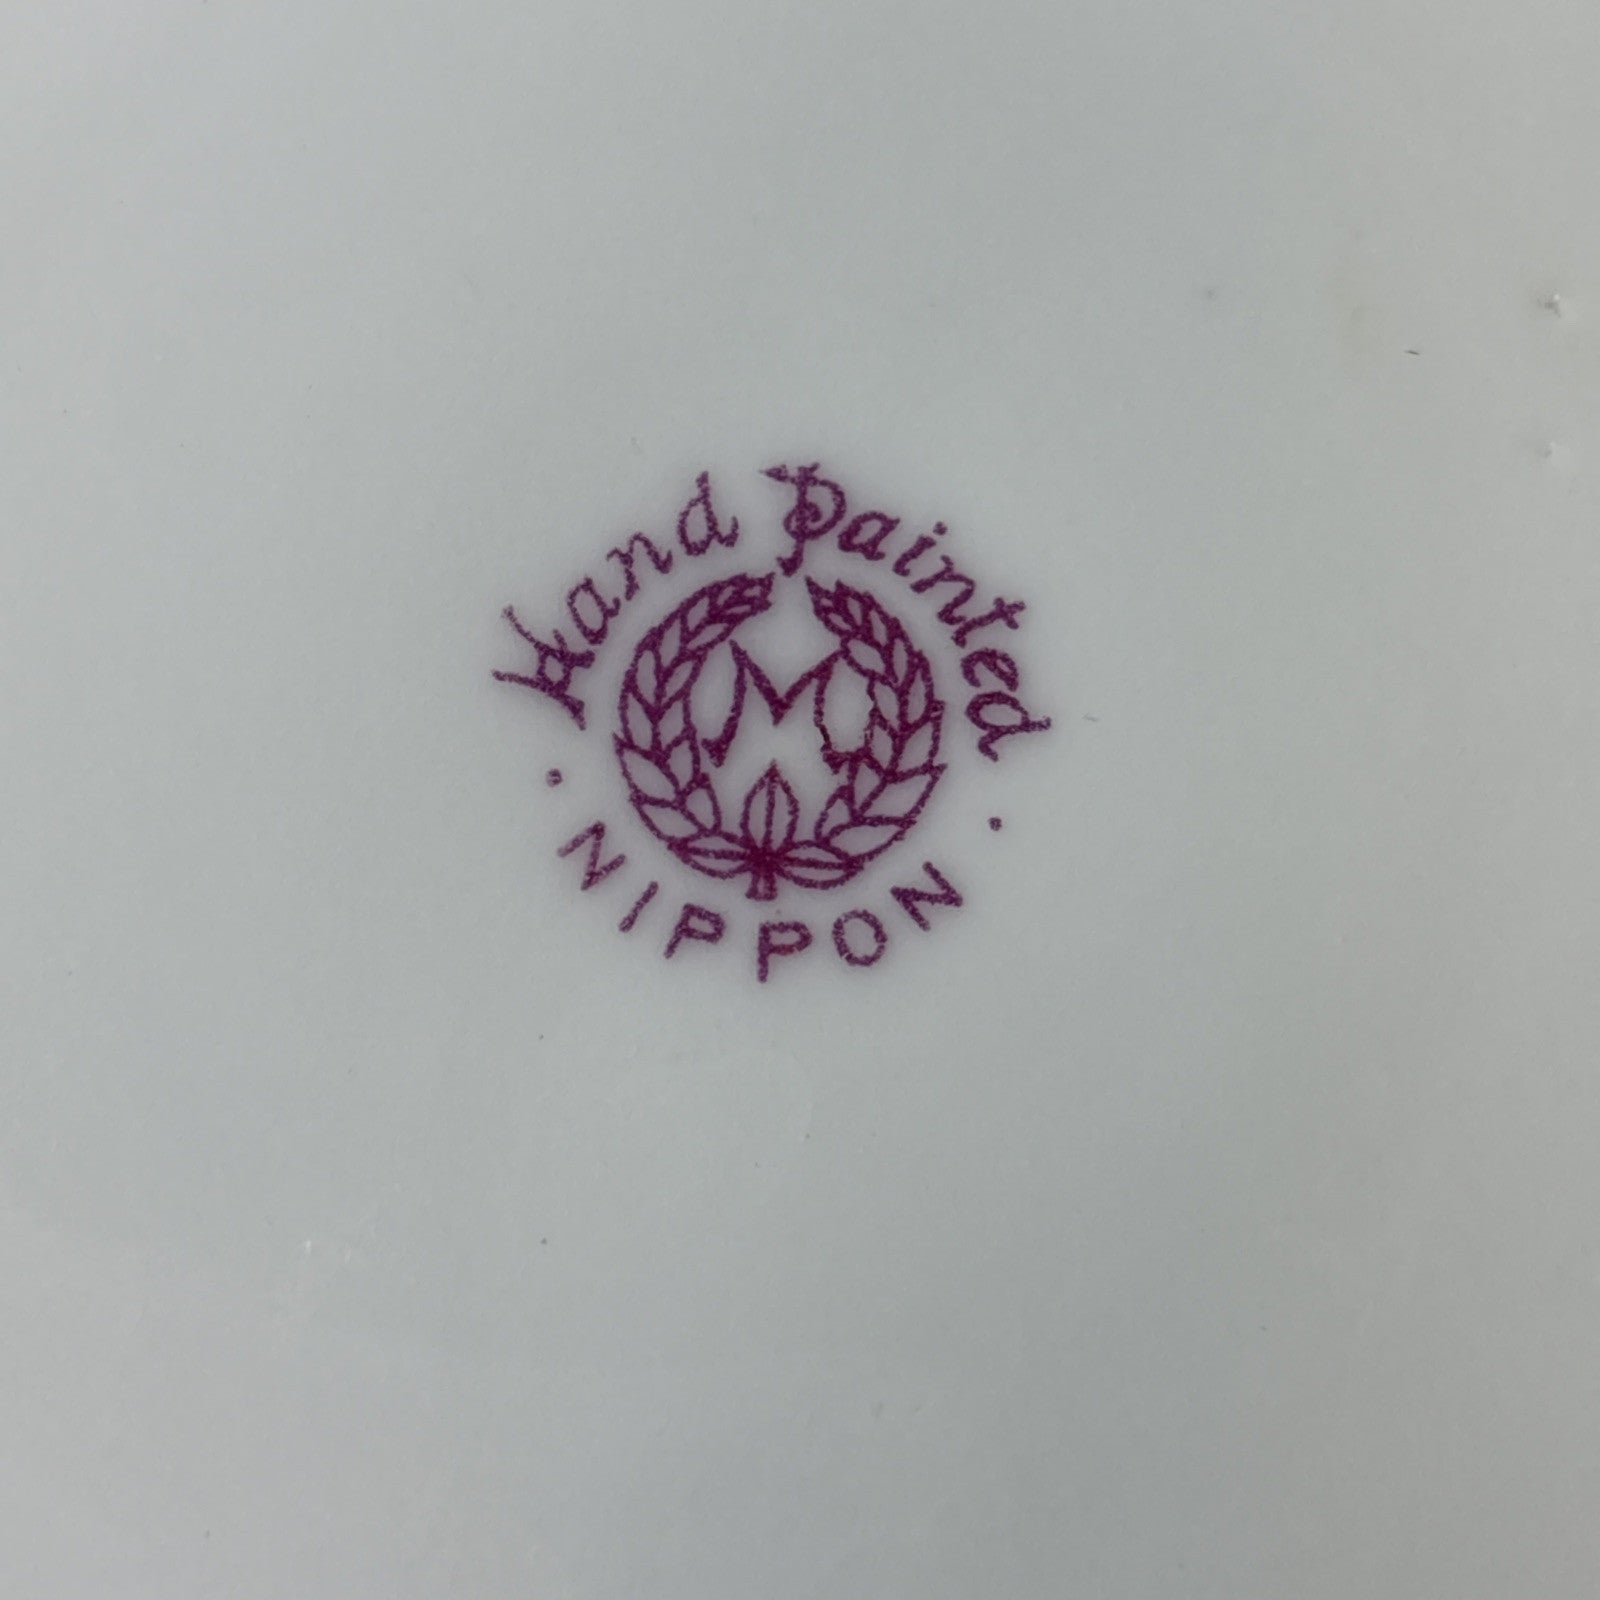 Hand Painted
M
· NIPPON ·